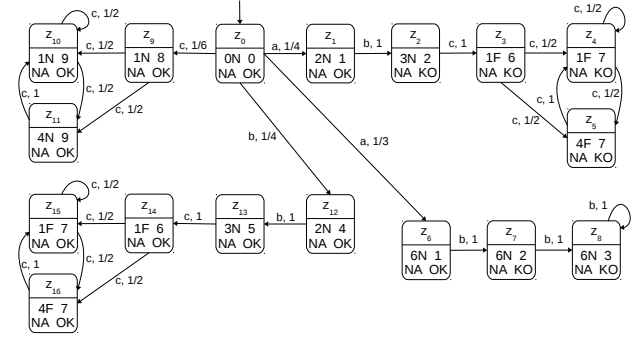 z10
1N 9
NA OK
c, 1/2
c, 1/2
z9
1N 8
NA OK
c, 1/6
z0
0N 0
NA OK
a, 1/4
z1
2N 1
NA OK
b, 1
z2
3N 2
NA KO
c, 1
z3
1F 6
NA KO
c, 1/2
z4
1F 7
NA KO
c, 1/2
c, 1
c, 1/2
z11
4N 9
NA OK
c, 1/2
c, 1
c, 1/2
c, 1/2
z5
4F 7
NA KO
b, 1/4
a, 1/3
z15
1F 7
NA OK
c, 1/2
c, 1/2
z14
1F 6
NA OK
c, 1
z13
3N 5
NA OK
b, 1
z12
2N 4
NA OK
z6
6N 1
NA OK
b, 1
z7
6N 2
NA KO
b, 1
z8
6N 3
NA KO
b, 1
c, 1
c, 1/2
z16
4F 7
NA OK
c, 1/2